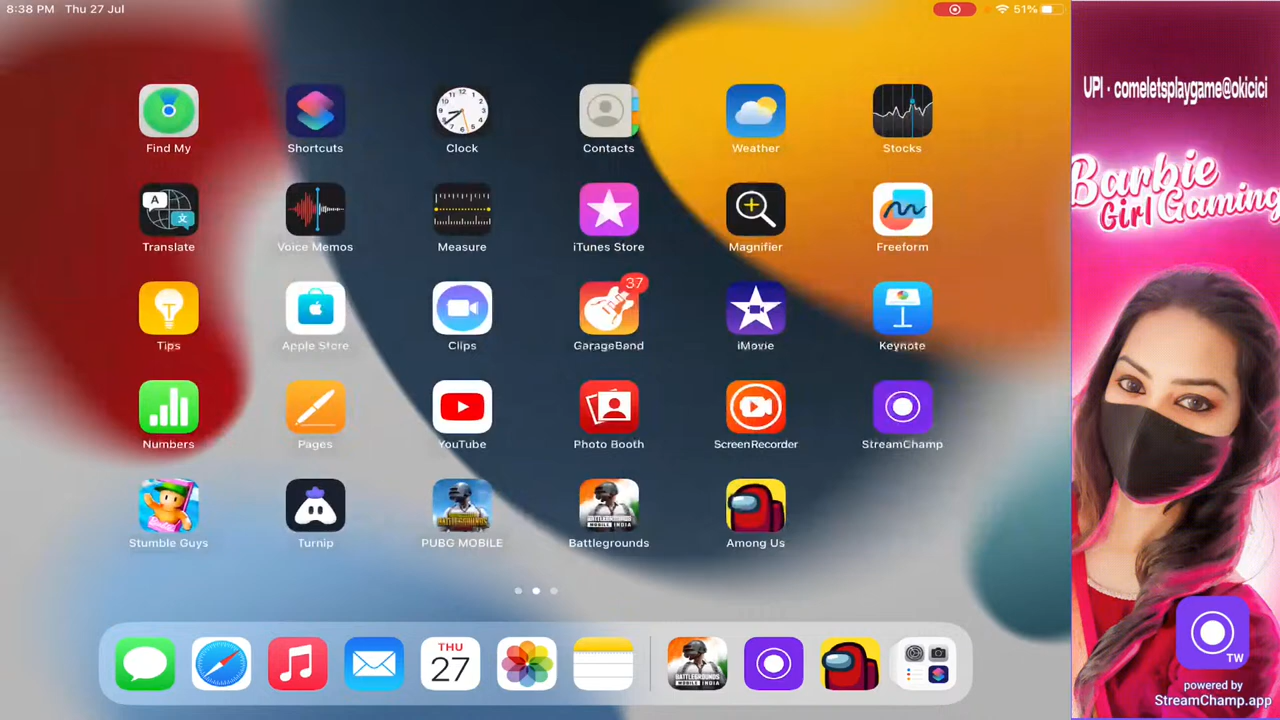 8:38 PM Thu 27 Jul
51%
UPI - comeletsplaygame@okicici
Barbie
Girl Gaming
Find My
Shortcuts
Clock
Contacts
Weather
Stocks
Translate
Voice Memos
Measure
iTunes Store
Magnifier
Freeform
37
Tips
Apple Store
Clips
GarageBand
iMovie
Keynote
Numbers
Pages
YouTube
Photo Booth
ScreenRecorder
StreamChamp
Stumble Guys
Turnip
PUBG MOBILE
Battlegrounds
Among Us
THU
27
TW
powered by
StreamChamp.app